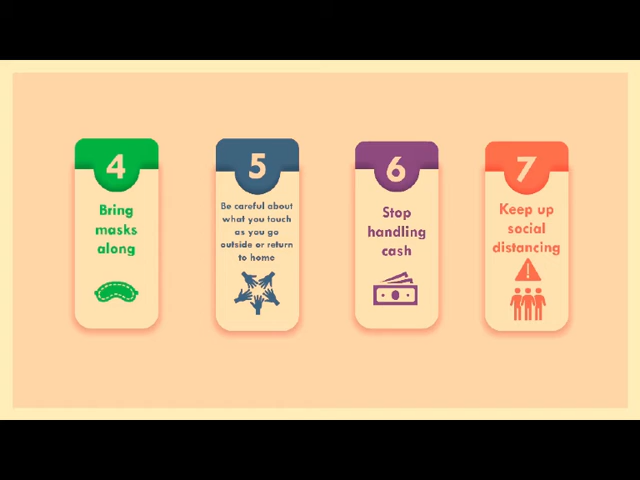 4
Bring
masks
along
5
Be careful about
what you touch
as you go
outside or return
to home
6
Stop
handling
cash
7
Keep up
social
distancing